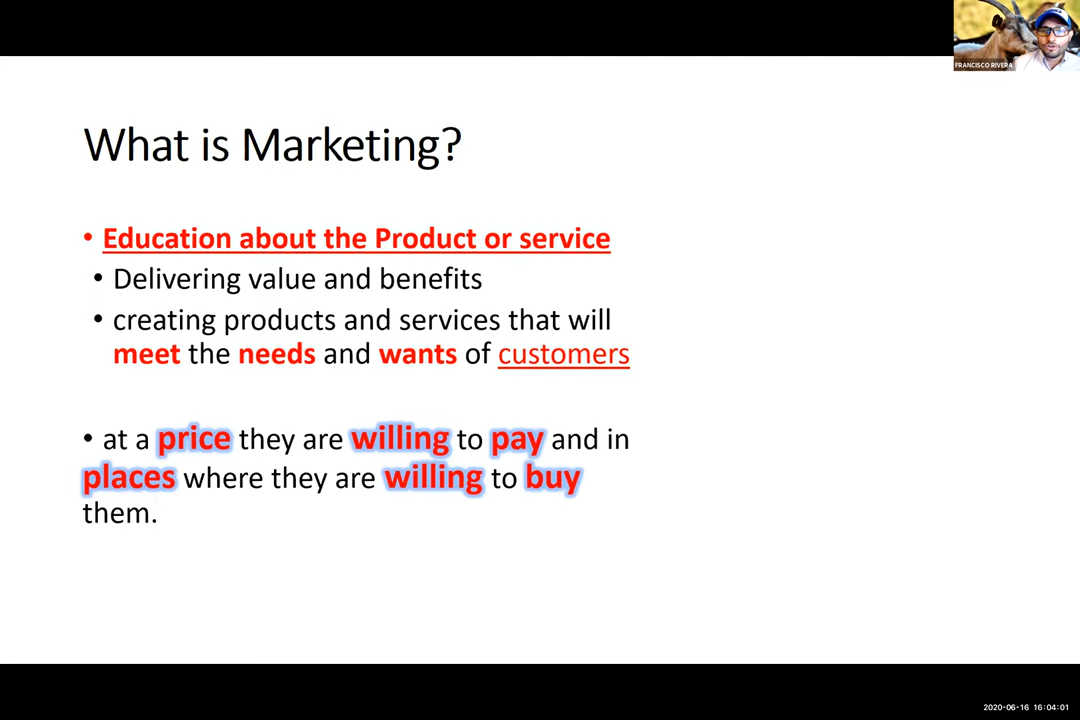 FRANCISCO RIVERA
What is Marketing?
• Education about the Product or service
• Delivering value and benefits
• creating products and services that will
meet the needs and wants of customers
• at a price they are willing to pay and in
places where they are willing to buy
them.
2020-06-16 16:04:01